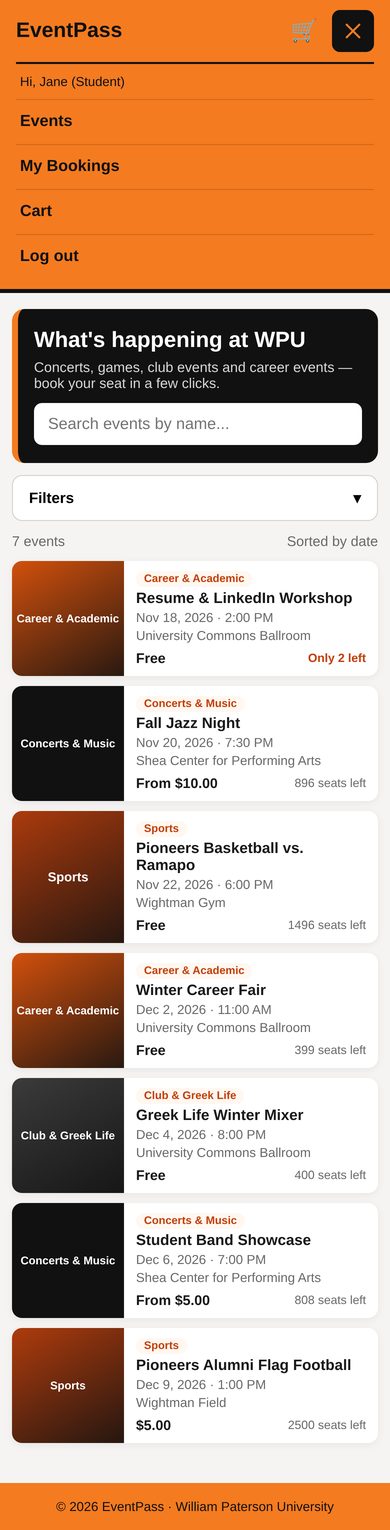 EventPass
Hi, Jane (Student)
Events
My Bookings
Cart
Log out
What's happening at WPU
Concerts, games, club events and career events —
book your seat in a few clicks.
Search events by name...
Filters
7 events
Sorted by date
Career & Academic
Career & Academic
Resume & LinkedIn Workshop
Nov 18, 2026 · 2:00 PM
University Commons Ballroom
Free
Only 2 left
Concerts & Music
Concerts & Music
Fall Jazz Night
Nov 20, 2026 · 7:30 PM
Shea Center for Performing Arts
From $10.00
896 seats left
Sports
Sports
Pioneers Basketball vs.
Ramapo
Nov 22, 2026 · 6:00 PM
Wightman Gym
Free
1496 seats left
Career & Academic
Career & Academic
Winter Career Fair
Dec 2, 2026 · 11:00 AM
University Commons Ballroom
Free
399 seats left
Club & Greek Life
Club & Greek Life
Greek Life Winter Mixer
Dec 4, 2026 · 8:00 PM
University Commons Ballroom
Free
400 seats left
Concerts & Music
Concerts & Music
Student Band Showcase
Dec 6, 2026 · 7:00 PM
Shea Center for Performing Arts
From $5.00
808 seats left
Sports
Sports
Pioneers Alumni Flag Football
Dec 9, 2026 · 1:00 PM
Wightman Field
$5.00
2500 seats left
© 2026 EventPass · William Paterson University